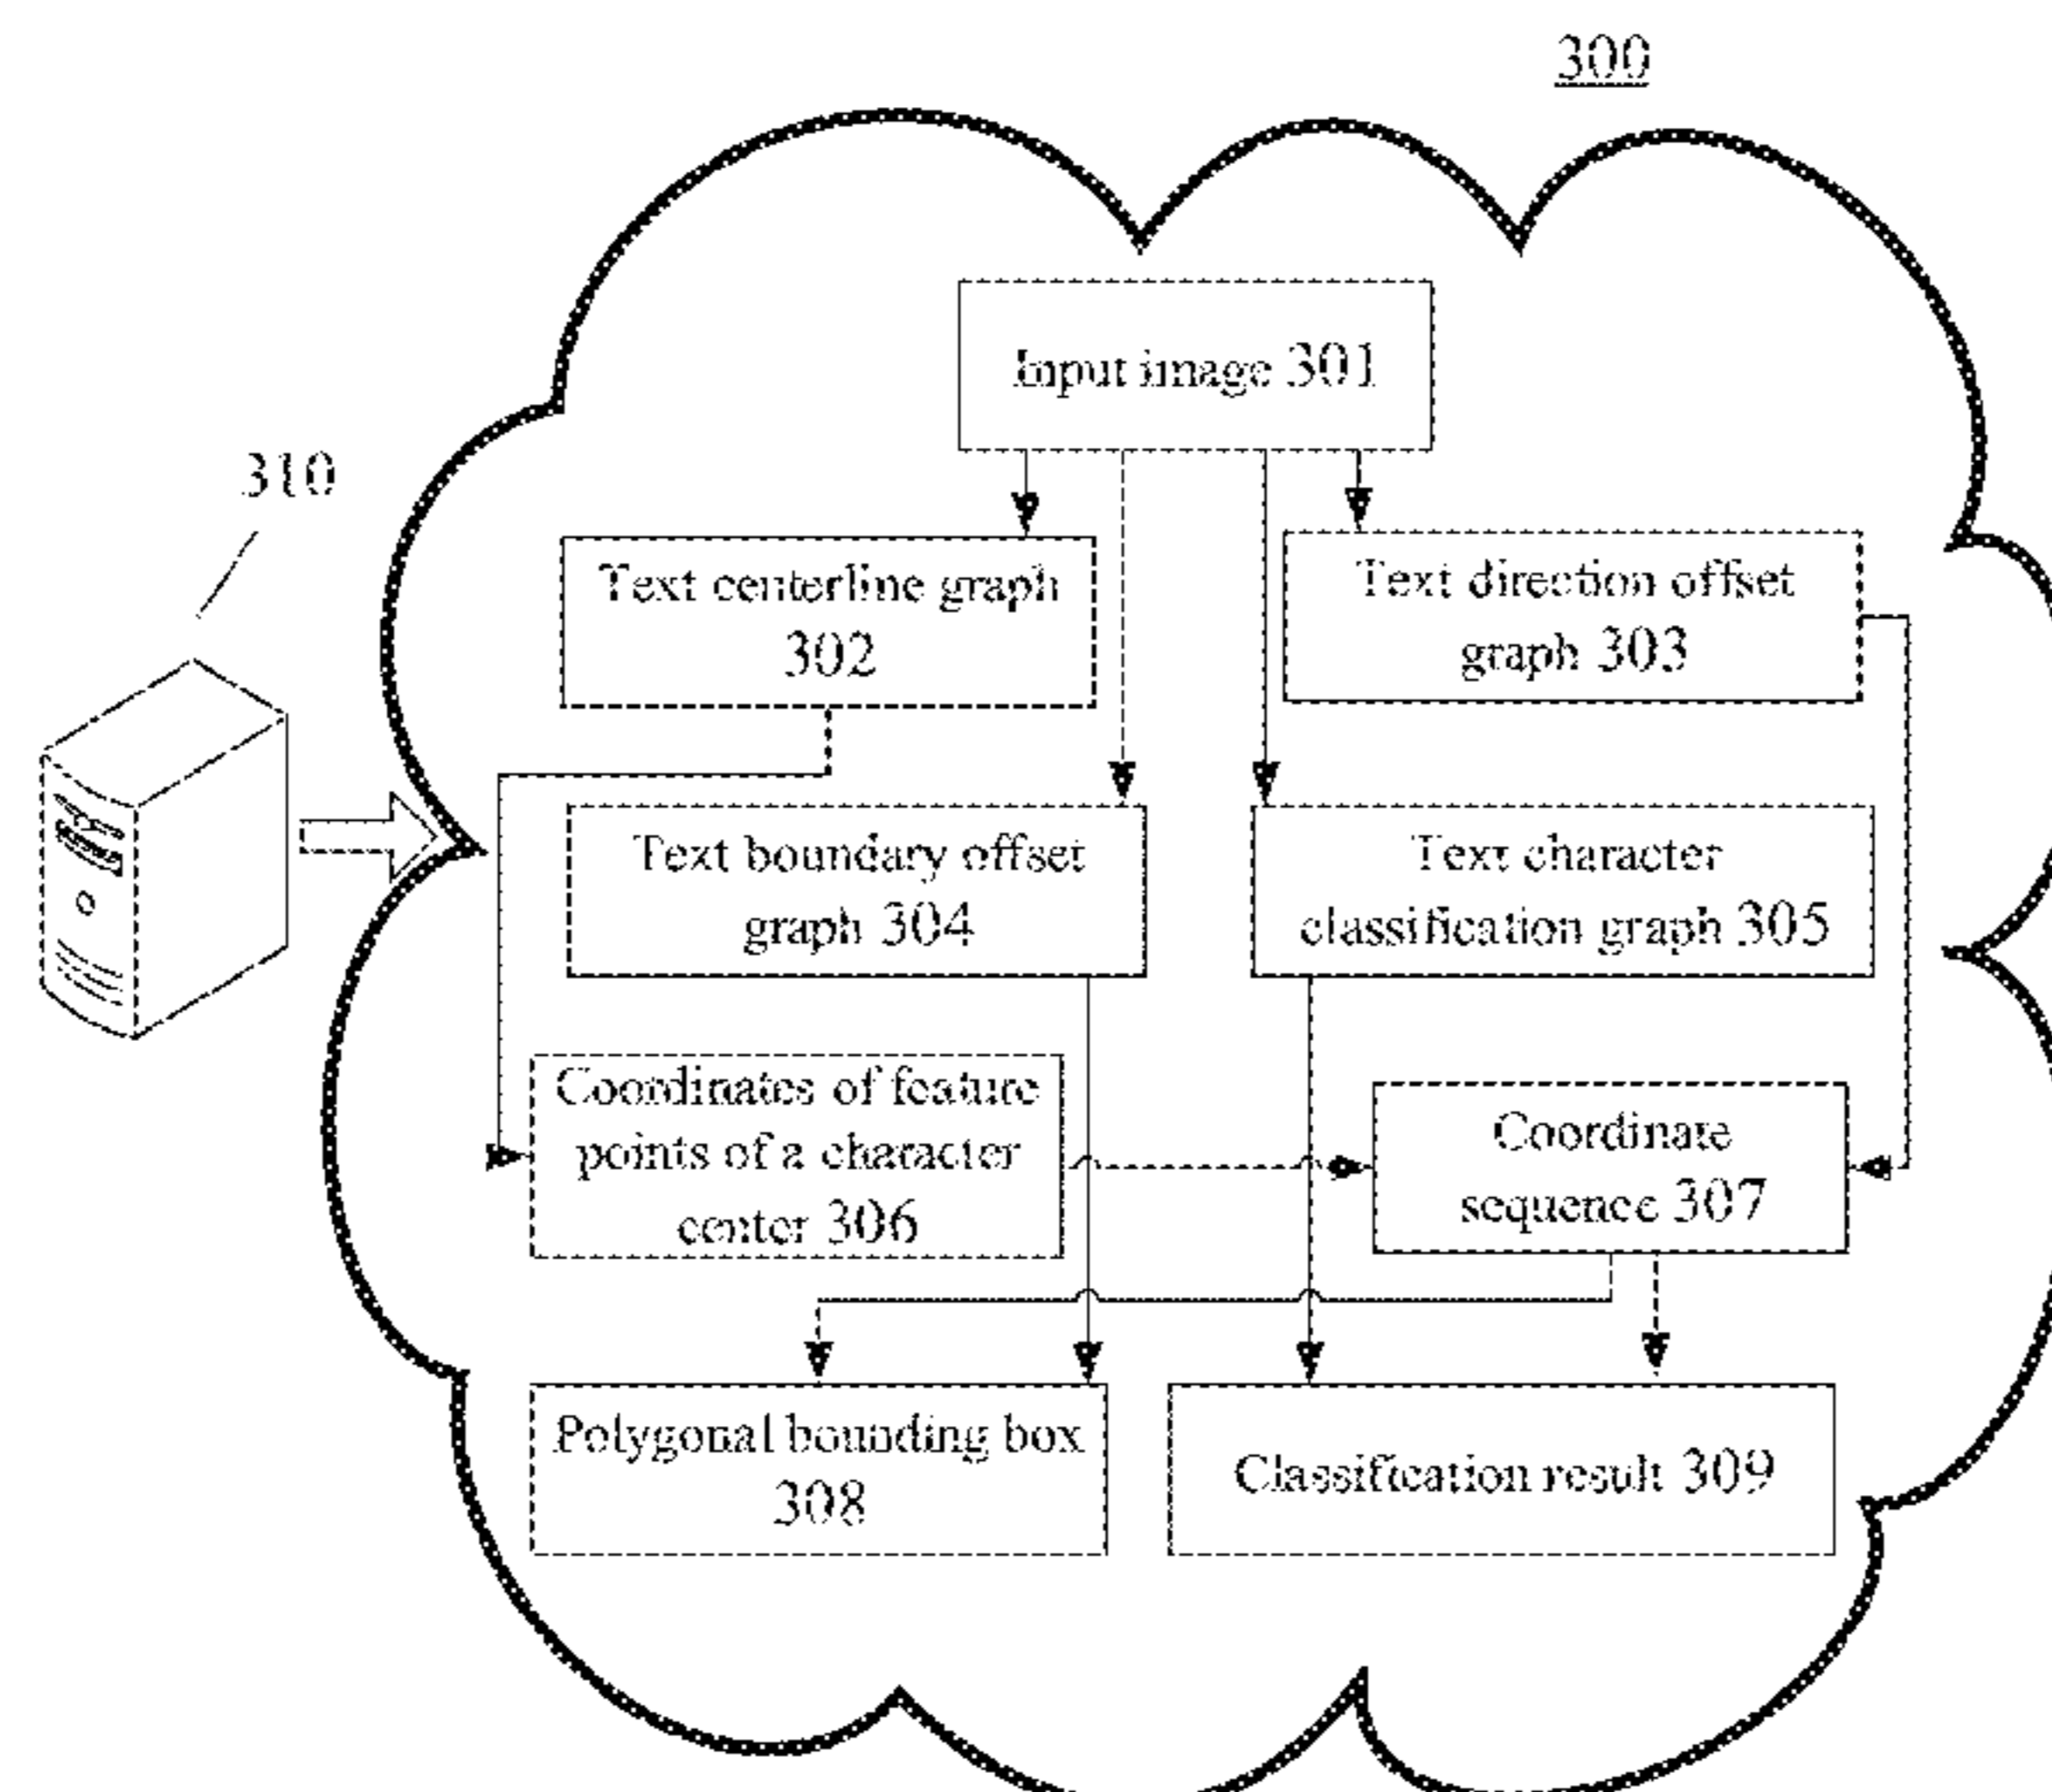 300
Input image 301
310
Text centerline graph
302
Text direction offset
graph 303
Text boundary offset
graph 304
Text character
classification graph 305
Coordinates of feature
points of a character
center 306
Coordinate
sequence 307
Polygonal bounding box
308
Classification result 309